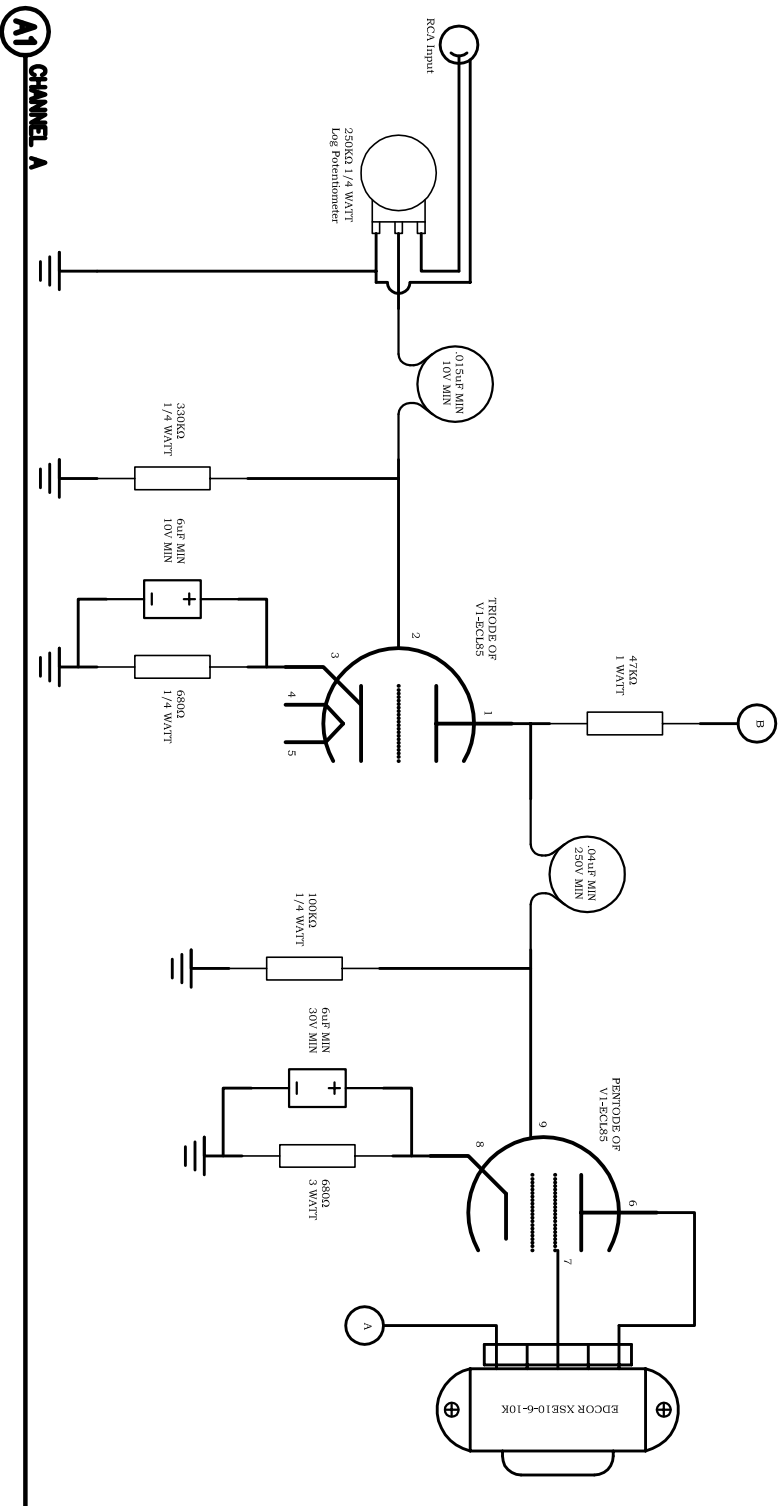 A1
CHANNEL A
RCA Input
250KΩ 1/4 WATT
Log Potentiometer
.015uF MIN
10V MIN
330KΩ
1/4 WATT
6uF MIN
10V MIN
- +
680Ω
1/4 WATT
TRIODE OF
V1-ECL85
1
2
3
4
5
47KΩ
1 WATT
B
.04uF MIN
250V MIN
100KΩ
1/4 WATT
6uF MIN
30V MIN
- +
680Ω
3 WATT
PENTODE OF
V1-ECL85
6
7
8
9
A
EDCOR XSE10-6-10K